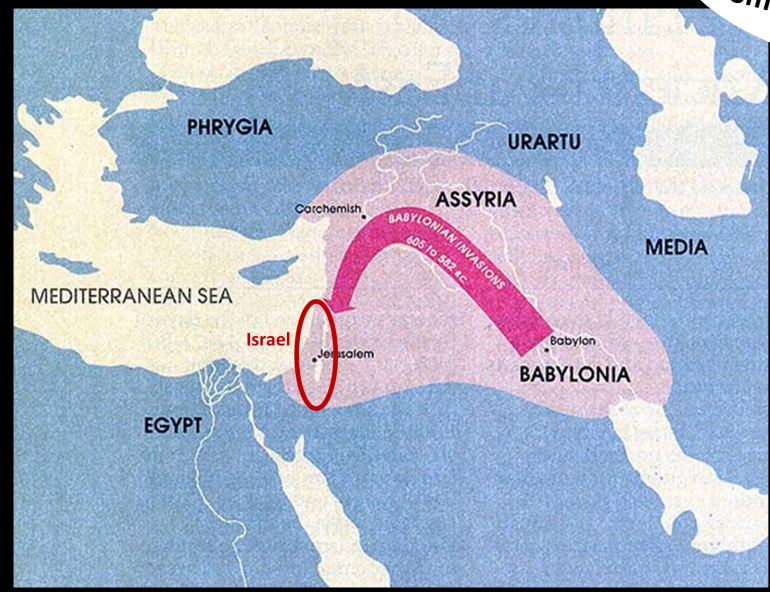 PHRYGIA
URARTU
Carchemish
ASSYRIA
BABYLONIAN INVASIONS
605 to 582 B.C.
MEDIA
MEDITERRANEAN SEA
Israel
Jerusalem
Babylon
BABYLONIA
EGYPT